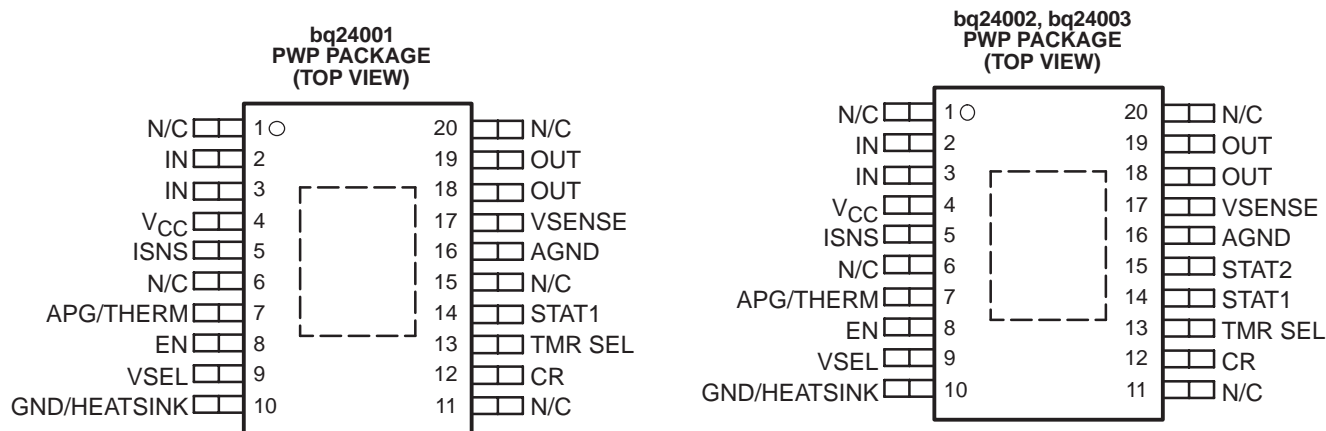 bq24001
PWP PACKAGE
(TOP VIEW)
N/C 1 20 N/C
IN 2 19 OUT
IN 3 18 OUT
VCC 4 17 VSENSE
ISNS 5 16 AGND
N/C 6 15 N/C
APG/THERM 7 14 STAT1
EN 8 13 TMR SEL
VSEL 9 12 CR
GND/HEATSINK 10 11 N/C
bq24002, bq24003
PWP PACKAGE
(TOP VIEW)
N/C 1 20 N/C
IN 2 19 OUT
IN 3 18 OUT
VCC 4 17 VSENSE
ISNS 5 16 AGND
N/C 6 15 STAT2
APG/THERM 7 14 STAT1
EN 8 13 TMR SEL
VSEL 9 12 CR
GND/HEATSINK 10 11 N/C